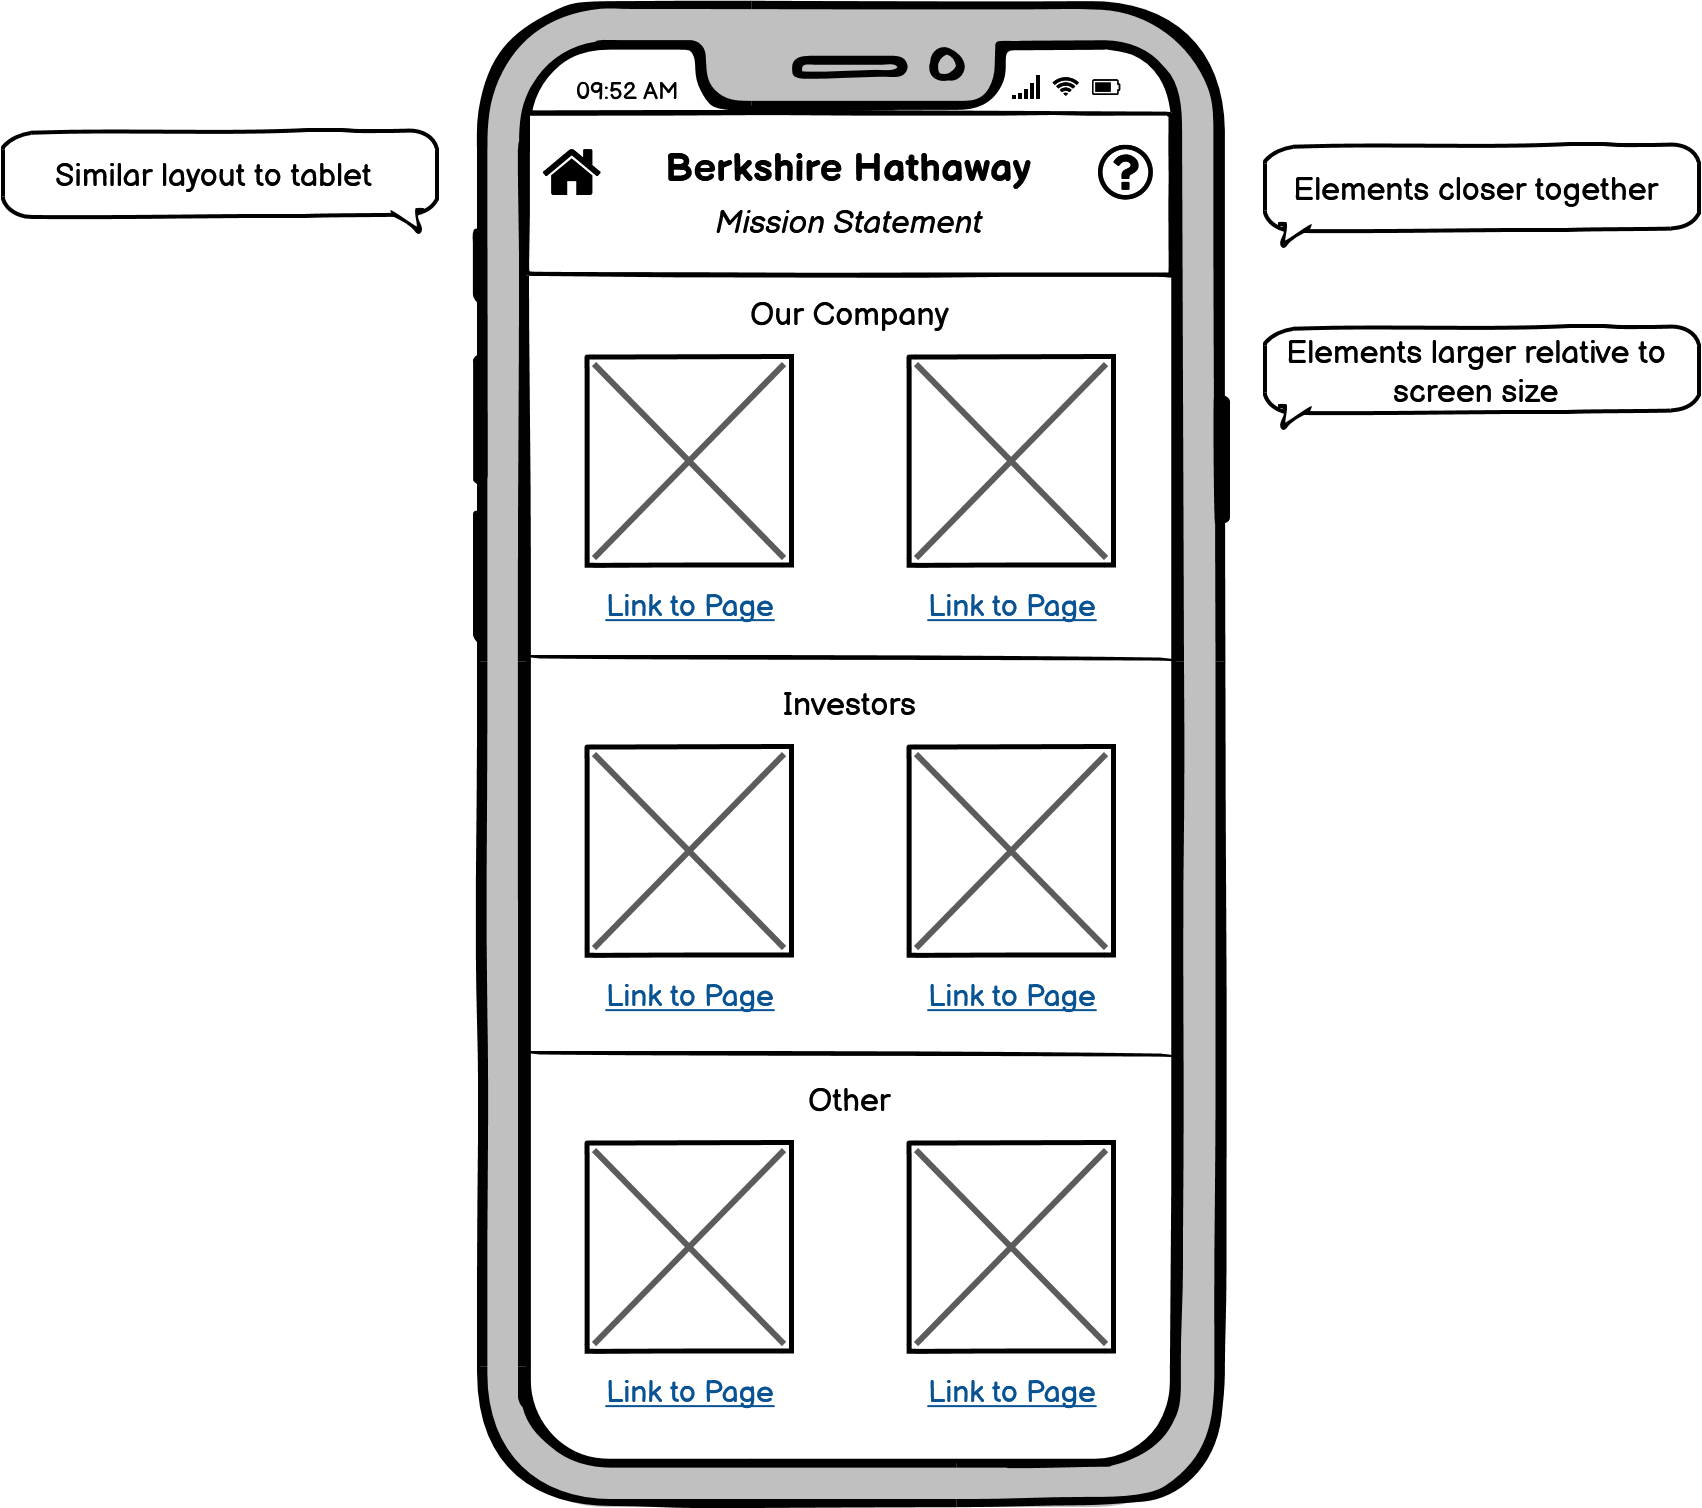 09:52 AM
Similar layout to tablet
Berkshire Hathaway
Mission Statement
Elements closer together
Our Company
Elements larger relative to
screen size
Link to Page
Link to Page
Investors
Link to Page
Link to Page
Other
Link to Page
Link to Page